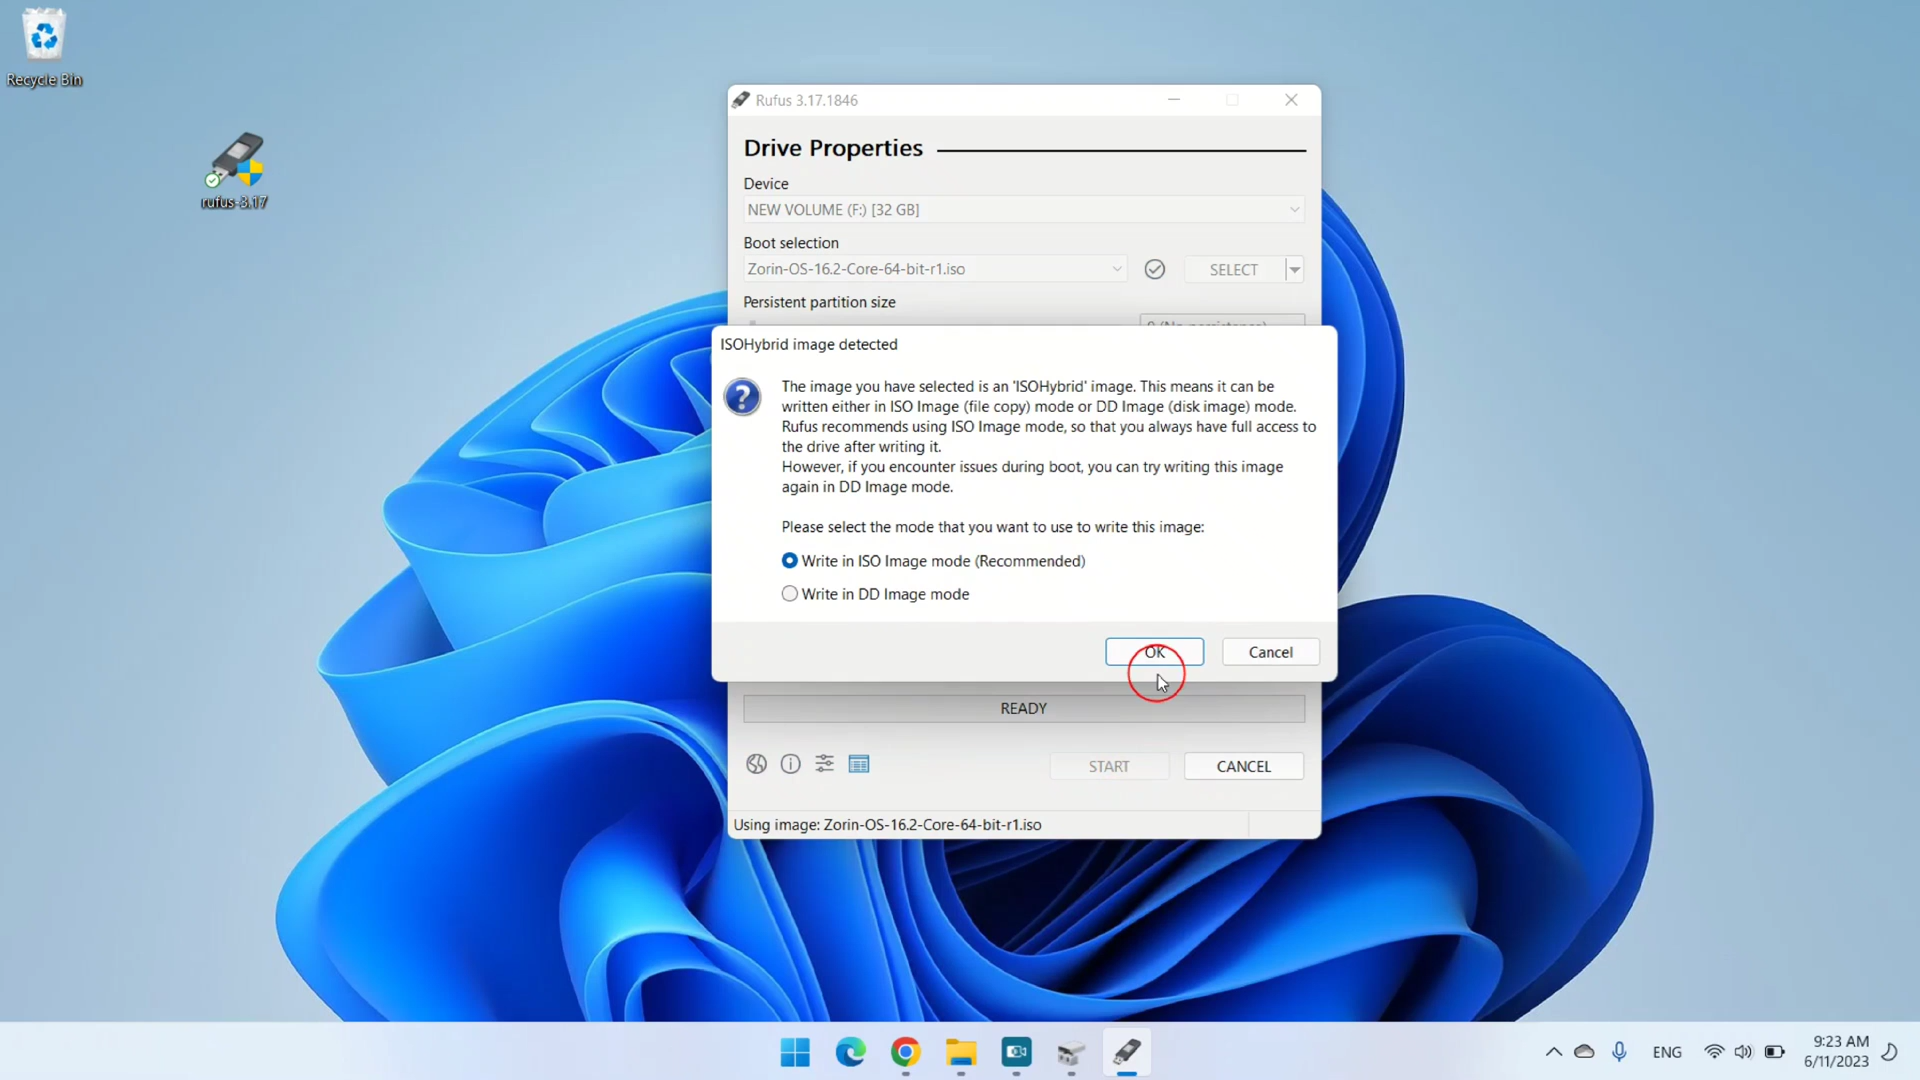 Recycle Bin
rufus-3.17
Rufus 3.17.1846
Drive Properties
Device
NEW VOLUME (F:) [32 GB]
Boot selection
Zorin-OS-16.2-Core-64-bit-r1.iso
SELECT
Persistent partition size
0 (No persistence)
ISOHybrid image detected
The image you have selected is an 'ISOHybrid' image. This means it can be
written either in ISO Image (file copy) mode or DD Image (disk image) mode.
Rufus recommends using ISO Image mode, so that you always have full access to
the drive after writing it.
However, if you encounter issues during boot, you can try writing this image
again in DD Image mode.
Please select the mode that you want to use to write this image:
Write in ISO Image mode (Recommended)
Write in DD Image mode
OK
Cancel
READY
START
CANCEL
Using image: Zorin-OS-16.2-Core-64-bit-r1.iso
ENG
9:23 AM
6/11/2023